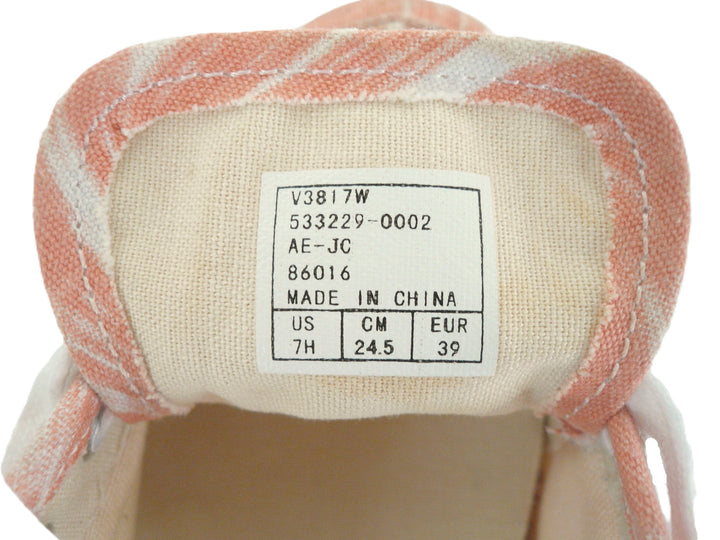 V3817W
533229-0002
AE-JC
86016
MADE IN CHINA
US CM EUR
7H 24.5 39